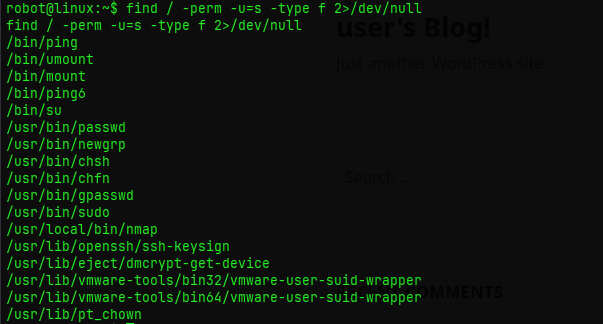 robot@linux:~$ find / -perm -u=s -type f 2>/dev/null
find / -perm -u=s -type f 2>/dev/null
user's Blog!
/bin/ping
/bin/umount
Just another WordPress site
/bin/mount
/bin/ping6
/bin/su
/usr/bin/passwd
/usr/bin/newgrp
/usr/bin/chsh
/usr/bin/chfn
Search ...
/usr/bin/gpasswd
/usr/bin/sudo
/usr/local/bin/nmap
/usr/lib/openssh/ssh-keysign
/usr/lib/eject/dmcrypt-get-device
/usr/lib/vmware-tools/bin32/vmware-user-suid-wrapper
/usr/lib/vmware-tools/bin64/vmware-user-suid-wrapper
COMMENTS
/usr/lib/pt_chown